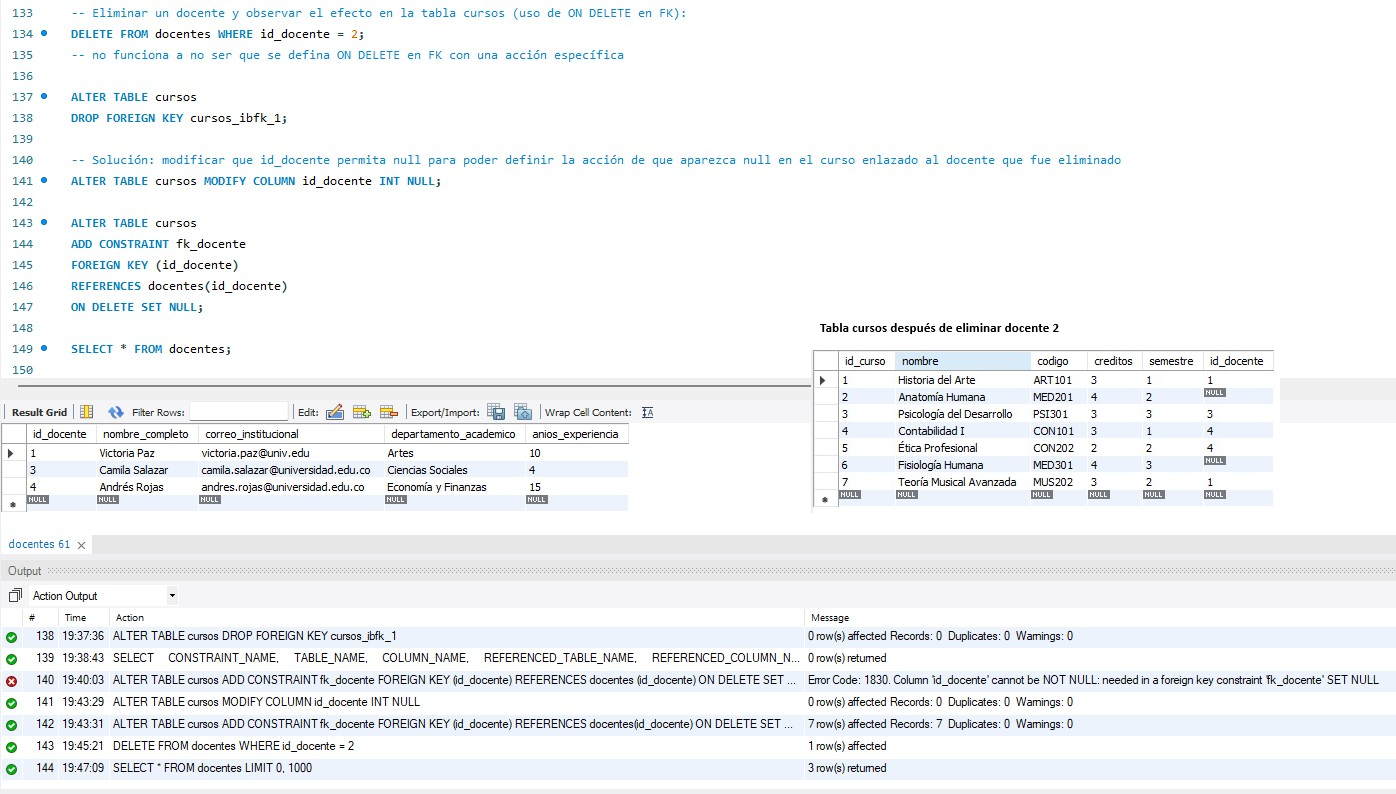 133 -- Eliminar un docente y observar el efecto en la tabla cursos (uso de ON DELETE en FK):
134 DELETE FROM docentes WHERE id_docente = 2;
135 -- no funciona a no ser que se defina ON DELETE en FK con una acción específica
136
137 ALTER TABLE cursos
138 DROP FOREIGN KEY cursos_ibfk_1;
139
140 -- Solución: modificar que id_docente permita null para poder definir la acción de que aparezca null en el curso enlazado al docente que fue eliminado
141 ALTER TABLE cursos MODIFY COLUMN id_docente INT NULL;
142
143 ALTER TABLE cursos
144 ADD CONSTRAINT fk_docente
145 FOREIGN KEY (id_docente)
146 REFERENCES docentes(id_docente)
147 ON DELETE SET NULL;
148
149 SELECT * FROM docentes;
150
Tabla cursos después de eliminar docente 2
id_curso nombre codigo creditos semestre id_docente
1 Historia del Arte ART101 3 1 1
2 Anatomía Humana MED201 4 2 NULL
3 Psicología del Desarrollo PSI301 3 3 3
4 Contabilidad I CON101 3 1 4
5 Ética Profesional CON202 2 2 4
6 Fisiología Humana MED301 4 3 NULL
7 Teoría Musical Avanzada MUS202 3 2 1
NULL NULL NULL NULL NULL NULL
Result Grid Filter Rows: Edit: Export/Import: Wrap Cell Content:
id_docente nombre_completo correo_institucional departamento_academico anios_experiencia
1 Victoria Paz victoria.paz@univ.edu Artes 10
3 Camila Salazar camila.salazar@universidad.edu.co Ciencias Sociales 4
4 Andrés Rojas andres.rojas@universidad.edu.co Economía y Finanzas 15
NULL NULL NULL NULL NULL
docentes 61
Output
Action Output
# Time Action Message
138 19:37:36 ALTER TABLE cursos DROP FOREIGN KEY cursos_ibfk_1 0 row(s) affected Records: 0 Duplicates: 0 Warnings: 0
139 19:38:43 SELECT CONSTRAINT_NAME, TABLE_NAME, COLUMN_NAME, REFERENCED_TABLE_NAME, REFERENCED_COLUMN_N... 0 row(s) returned
140 19:40:03 ALTER TABLE cursos ADD CONSTRAINT fk_docente FOREIGN KEY (id_docente) REFERENCES docentes (id_docente) ON DELETE SET ... Error Code: 1830. Column 'id_docente' cannot be NOT NULL: needed in a foreign key constraint 'fk_docente' SET NULL
141 19:43:29 ALTER TABLE cursos MODIFY COLUMN id_docente INT NULL 0 row(s) affected Records: 0 Duplicates: 0 Warnings: 0
142 19:43:31 ALTER TABLE cursos ADD CONSTRAINT fk_docente FOREIGN KEY (id_docente) REFERENCES docentes(id_docente) ON DELETE SET ... 7 row(s) affected Records: 7 Duplicates: 0 Warnings: 0
143 19:45:21 DELETE FROM docentes WHERE id_docente = 2 1 row(s) affected
144 19:47:09 SELECT * FROM docentes LIMIT 0, 1000 3 row(s) returned